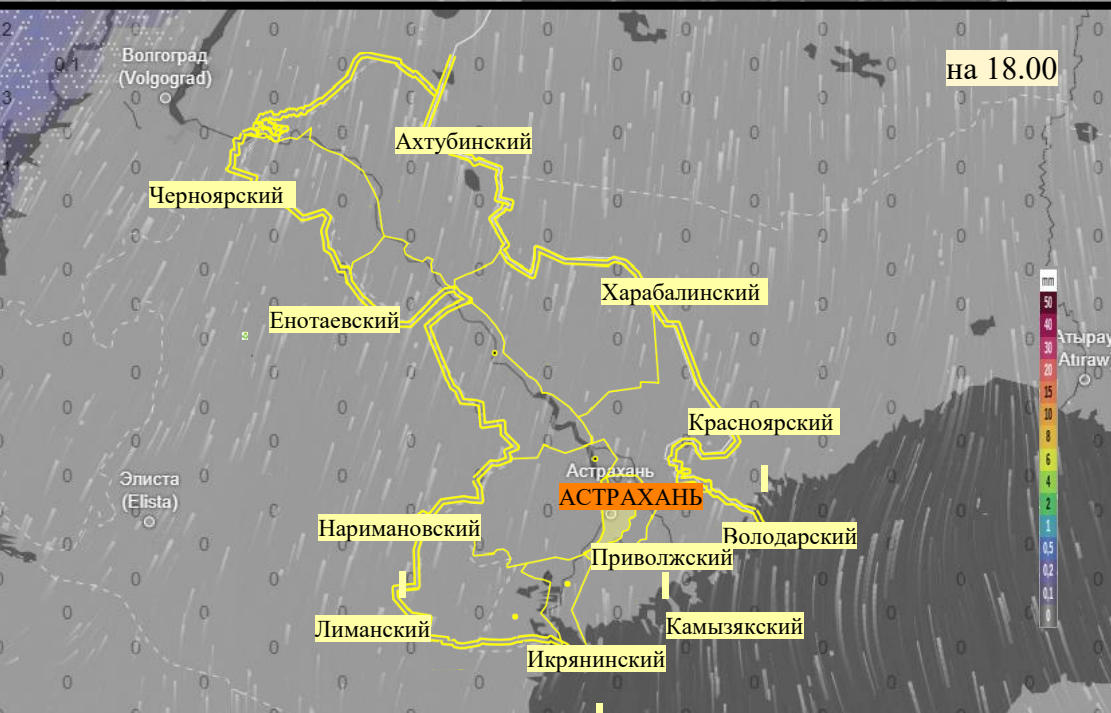 Волгоград
(Volgograd)
на 18.00
Ахтубинский
Черноярский
Харабалинский
mm
50
40
30
20
15
10
8
6
4
2
1
0,5
0,2
0,1
0
Енотаевский
Атырау
Atıraw
Красноярский
Астрахань
Элиста
(Elista)
АСТРАХАНЬ
Наримановский
Володарский
Приволжский
Лиманский
Камызякский
Икрянинский